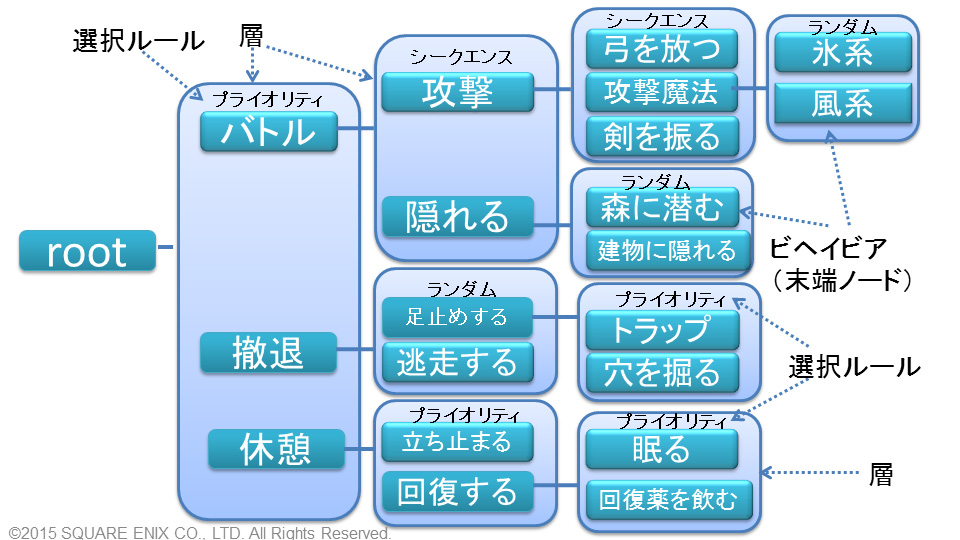 選択ルール
層
プライオリティ
バトル
シークエンス
攻撃
隠れる
シークエンス
弓を放つ
攻撃魔法
剣を振る
ランダム
氷系
風系
ランダム
森に潜む
建物に隠れる
ビヘイビア
（末端ノード）
root
撤退
ランダム
足止めする
逃走する
プライオリティ
トラップ
穴を掘る
選択ルール
休憩
プライオリティ
立ち止まる
回復する
プライオリティ
眠る
回復薬を飲む
層
©2015 SQUARE ENIX CO., LTD. All Rights Reserved.